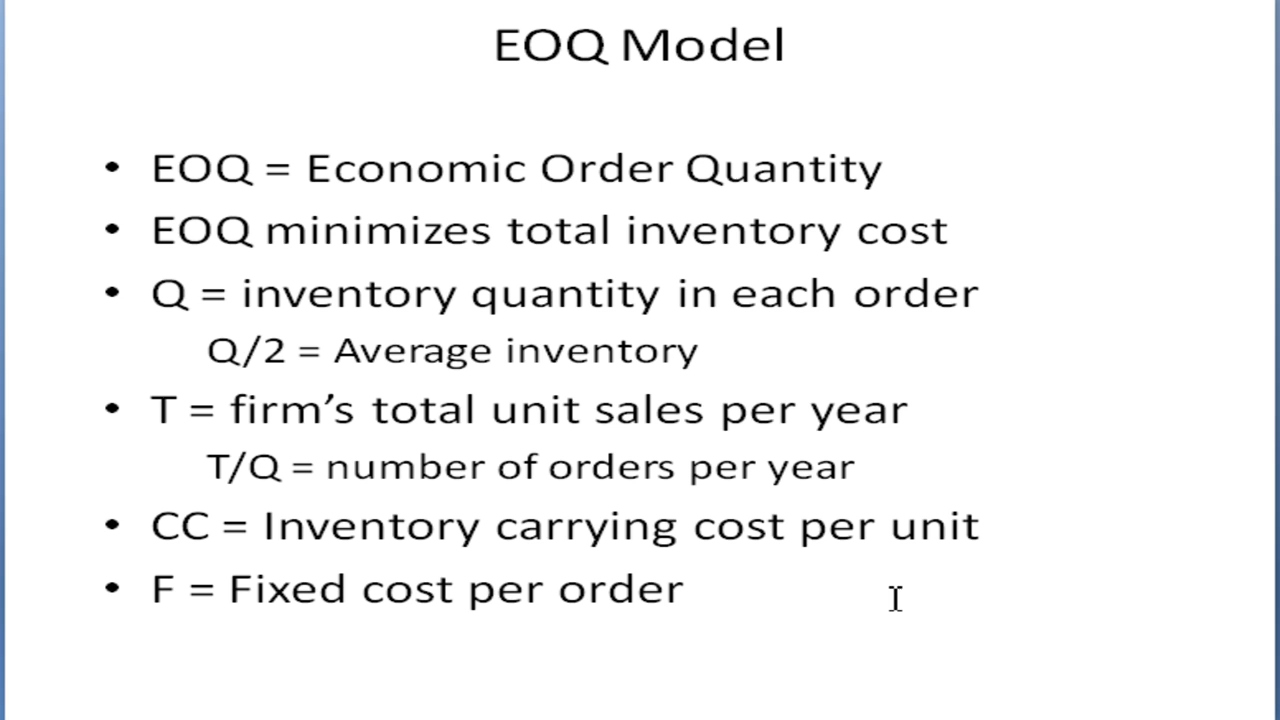 EOQ Model
• EOQ = Economic Order Quantity
• EOQ minimizes total inventory cost
• Q = inventory quantity in each order
Q/2 = Average inventory
• T = firm’s total unit sales per year
T/Q = number of orders per year
• CC = Inventory carrying cost per unit
• F = Fixed cost per order